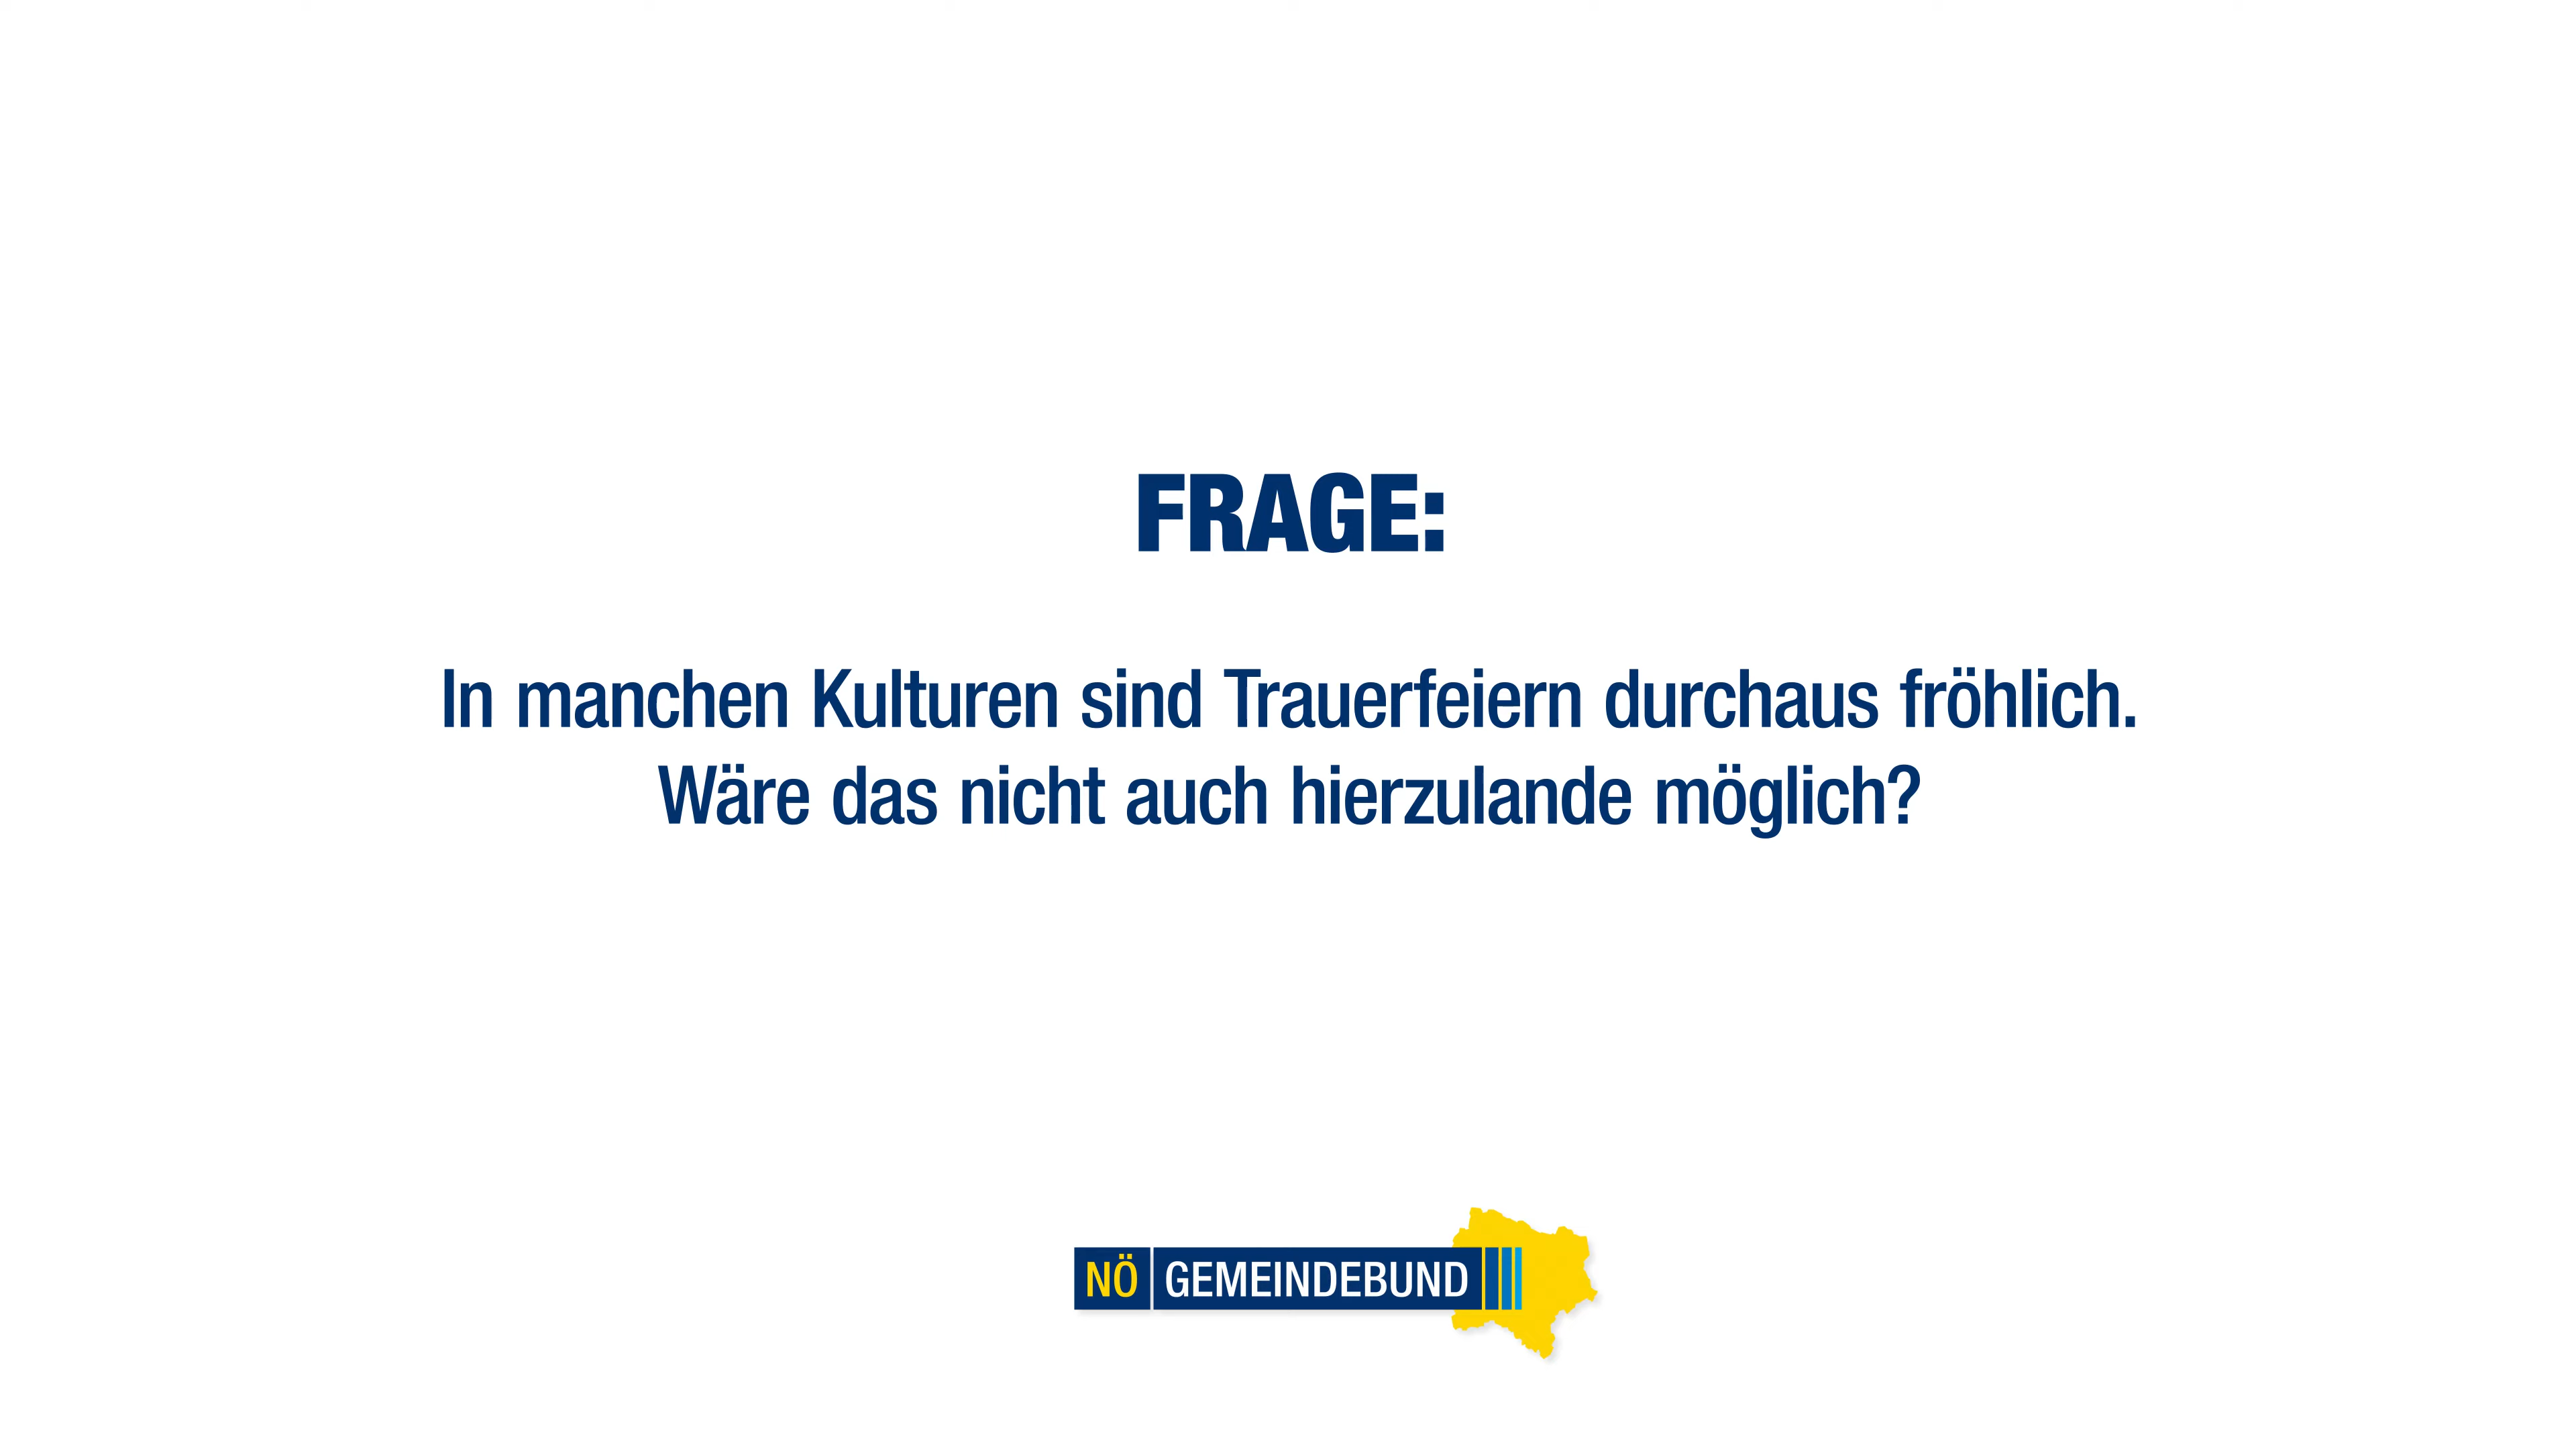 FRAGE:
In manchen Kulturen sind Trauerfeiern durchaus fröhlich.
Wäre das nicht auch hierzulande möglich?
NÖ GEMEINDEBUND